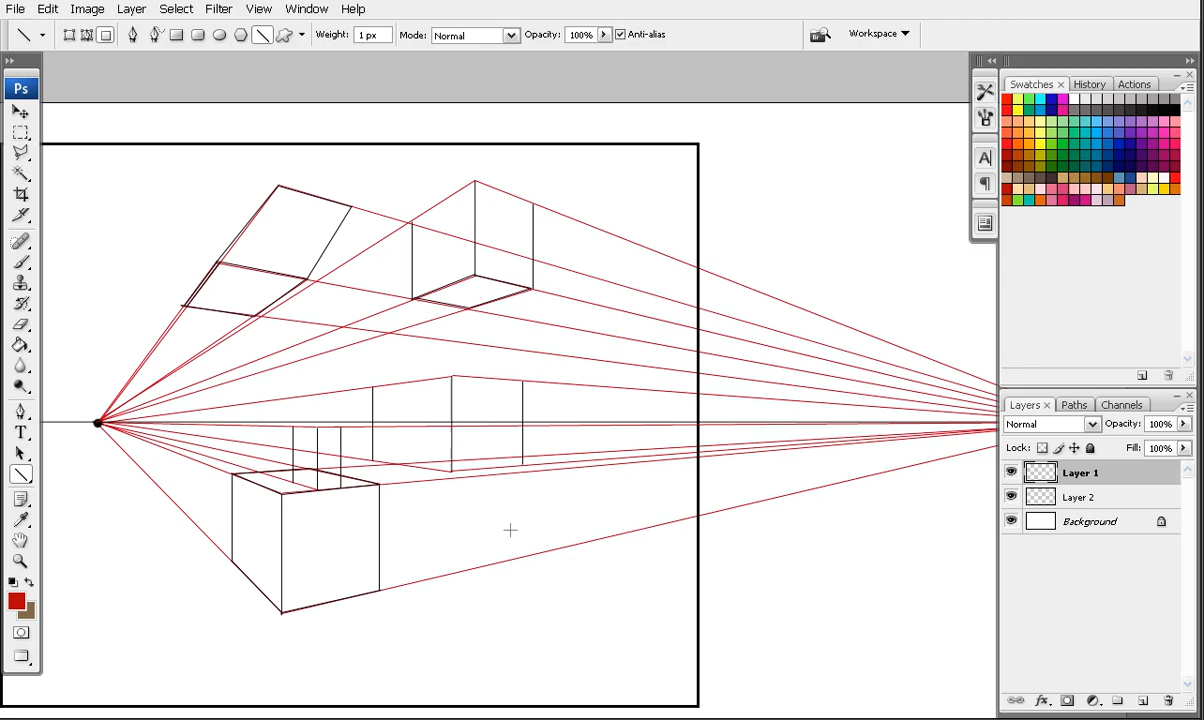 File Edit Image Layer Select Filter View Window Help
Weight: 1 px Mode: Normal Opacity: 100% Anti-alias Workspace
Ps
Swatches × History Actions
A
T
Layers × Paths Channels
Normal Opacity: 100%
Lock: Fill: 100%
Layer 1
Layer 2
Background
fx